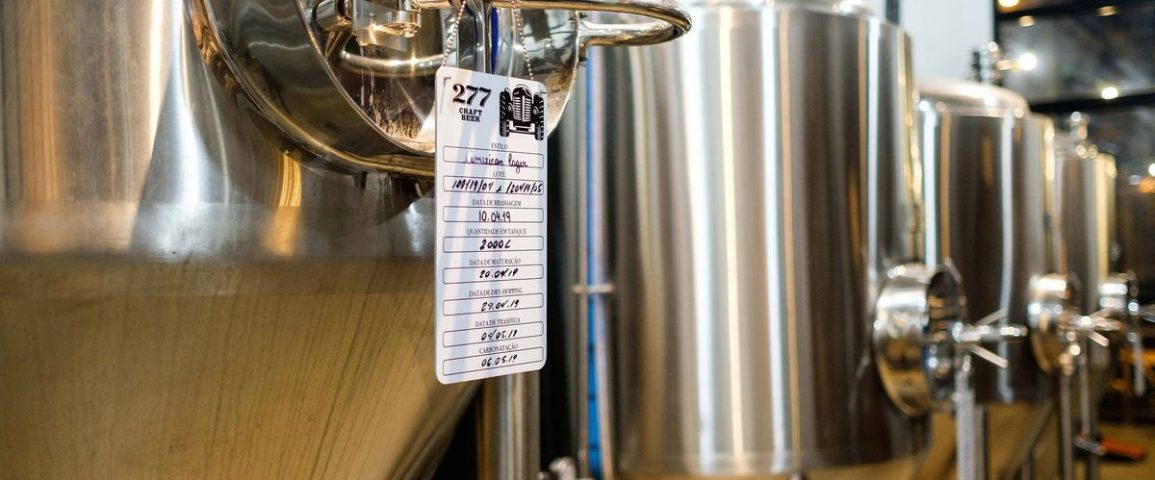 277
CRAFT
BEER
ESTILO
American lager
LOTE
DATA DE BRASSAGEM
10.04.19
QUANTIDADE EM TANQUE
2000L
DATA DE MATURAÇÃO
20.04.19
DATA DE DRY-HOPPING
29.04.19
DATA DE TRASFEGA
04/05.19
CARBONATAÇÃO
06.05.19